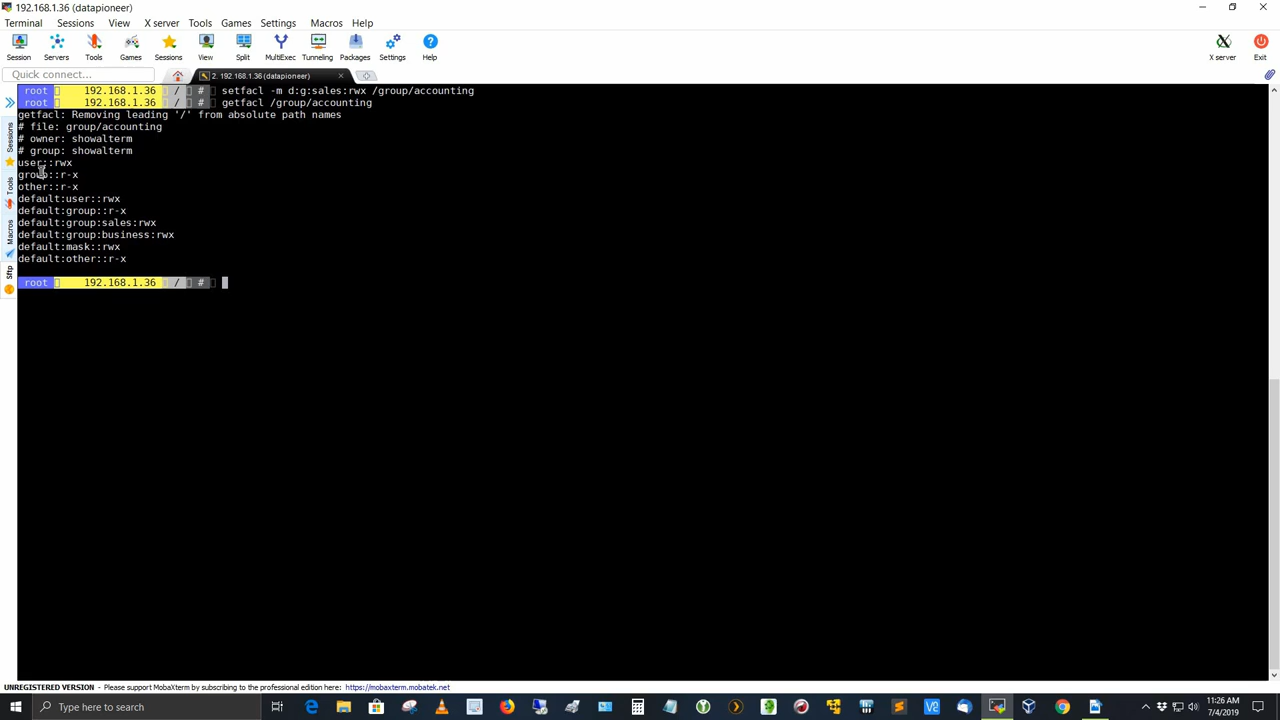 192.168.1.36 (datapioneer)
Terminal Sessions View X server Tools Games Settings Macros Help
Session Servers Tools Games Sessions View Split MultiExec Tunneling Packages Settings Help X server Exit
Quick connect...
2. 192.168.1.36 (datapioneer)
root 192.168.1.36 / # setfacl -m d:g:sales:rwx /group/accounting
root 192.168.1.36 / # getfacl /group/accounting
getfacl: Removing leading '/' from absolute path names
# file: group/accounting
# owner: showalterm
# group: showalterm
user::rwx
group::r-x
other::r-x
default:user::rwx
default:group::r-x
default:group:sales:rwx
default:group:business:rwx
default:mask::rwx
default:other::r-x
root 192.168.1.36 / #
Sessions
Tools
Macros
Sftp
UNREGISTERED VERSION - Please support MobaXterm by subscribing to the professional edition here: https://mobaxterm.mobatek.net
Type here to search
11:26 AM
7/4/2019